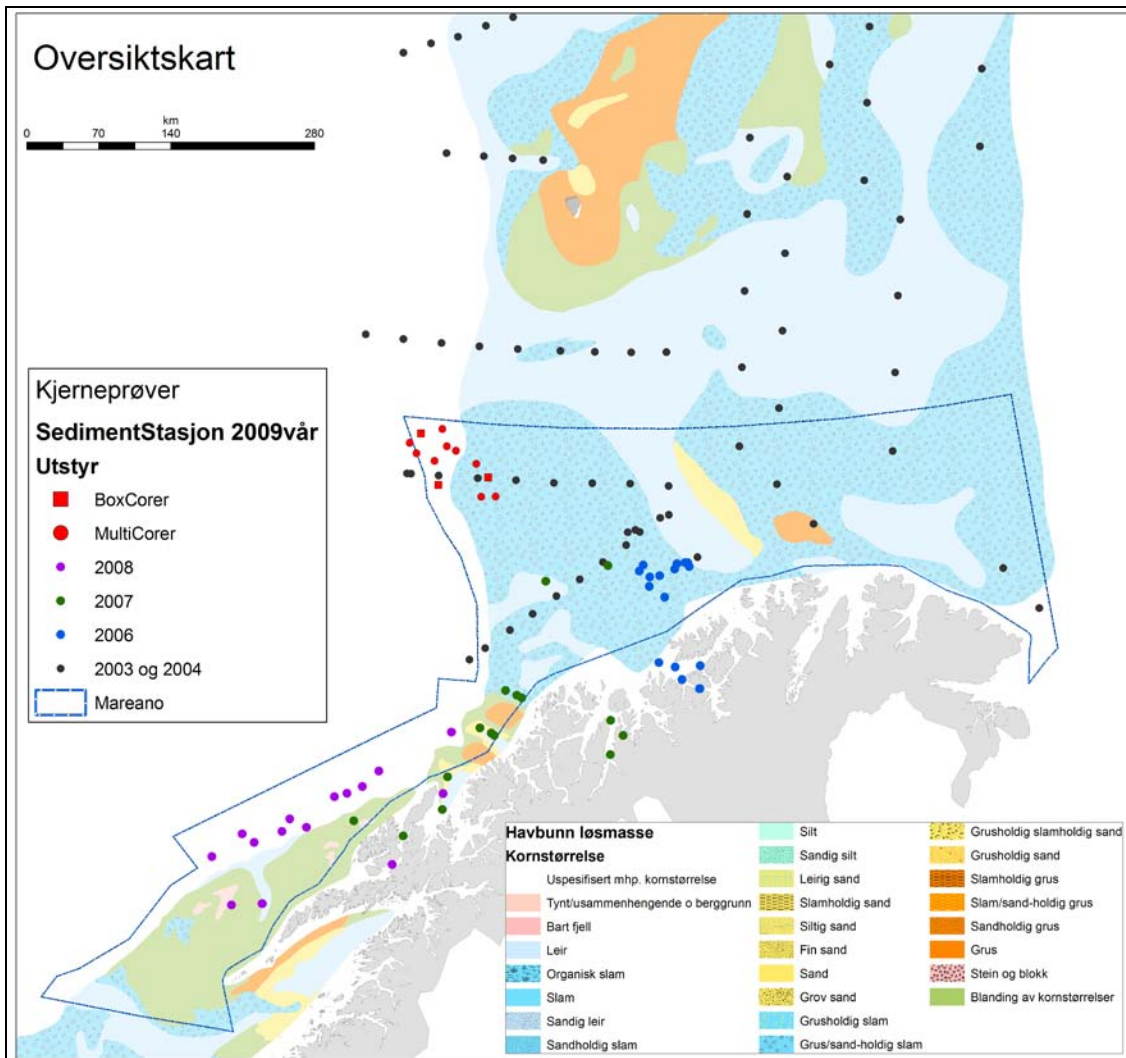 Oversiktskart
km
0 70 140 280
Kjerneprøver
SedimentStasjon 2009vår
Utstyr
BoxCorer
MultiCorer
2008
2007
2006
2003 og 2004
Mareano
Havbunn løsmasse
Kornstørrelse
Uspesifisert mhp. kornstørrelse
Tynt/usammenhengende o berggrunn
Bart fjell
Leir
Organisk slam
Slam
Sandig leir
Sandholdig slam
Silt
Sandig silt
Leirig sand
Slamholdig sand
Siltig sand
Fin sand
Sand
Grov sand
Grusholdig slam
Grus/sand-holdig slam
Grusholdig slamholdig sand
Grusholdig sand
Slamholdig grus
Slam/sand-holdig grus
Sandholdig grus
Grus
Stein og blokk
Blanding av kornstørrelser